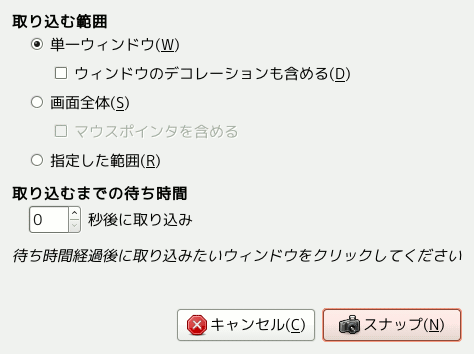 取り込む範囲
単一ウィンドウ(W)
ウィンドウのデコレーションも含める(D)
画面全体(S)
マウスポインタを含める
指定した範囲(R)
取り込むまでの待ち時間
0 秒後に取り込み
待ち時間経過後に取り込みたいウィンドウをクリックしてください
キャンセル(C) スナップ(N)